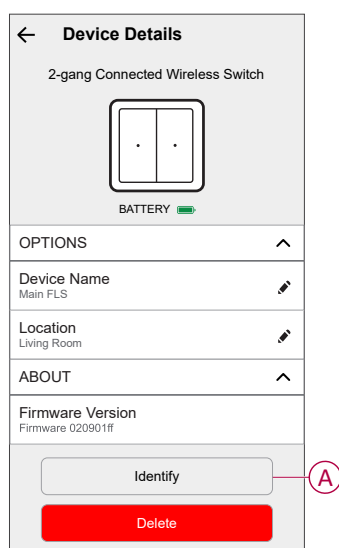 Device Details
2-gang Connected Wireless Switch
BATTERY
OPTIONS
Device Name
Main FLS
Location
Living Room
ABOUT
Firmware Version
Firmware 020901ff
Identify
A
Delete